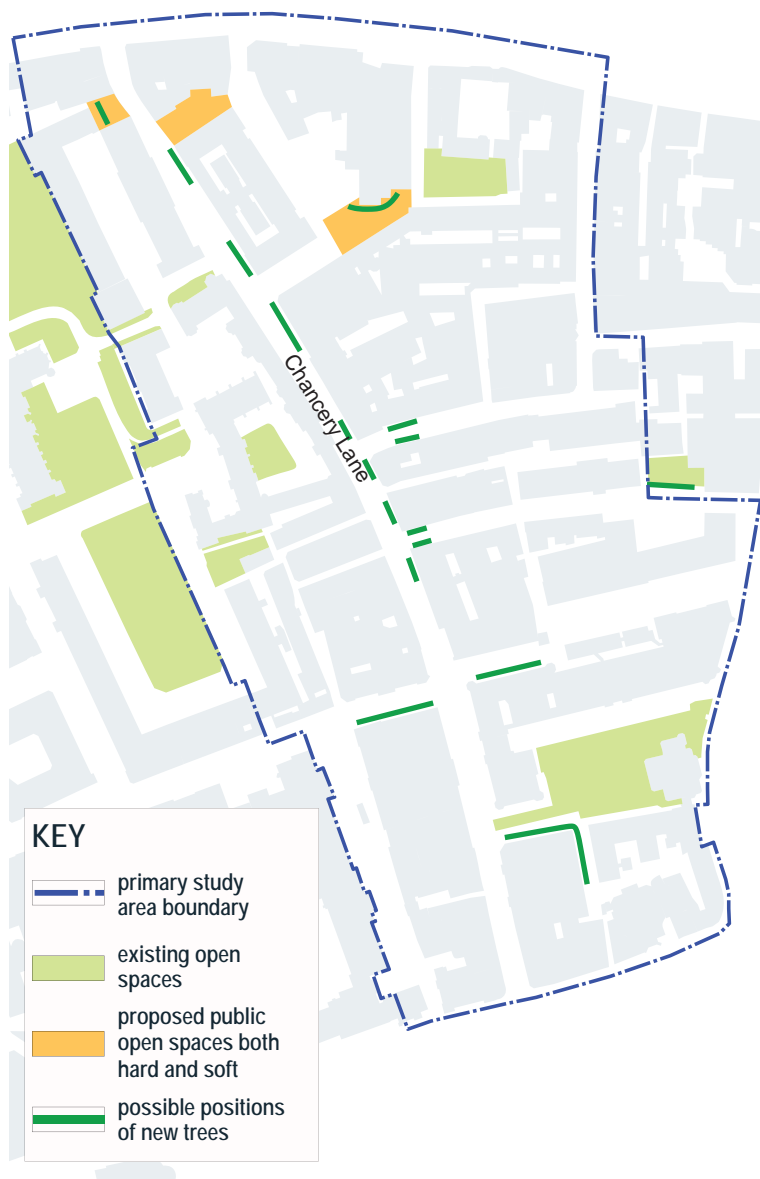 Chancery Lane
KEY
primary study
area boundary
existing open
spaces
proposed public
open spaces both
hard and soft
possible positions
of new trees